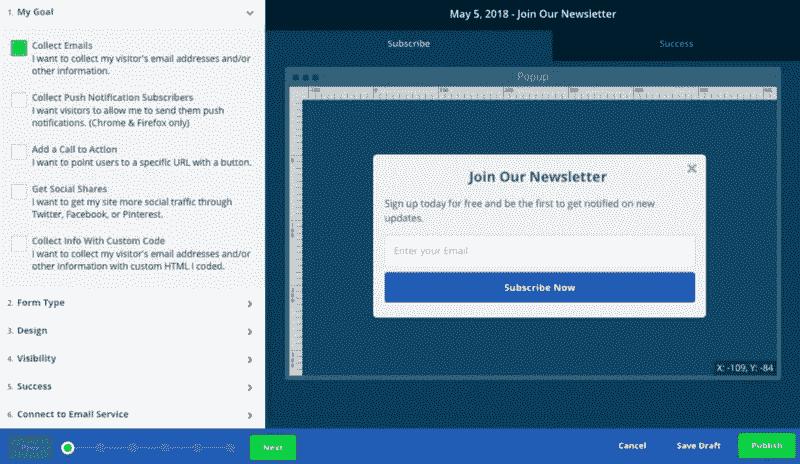 1. My Goal
Collect Emails
I want to collect my visitor's email addresses and/or
other information.
Collect Push Notification Subscribers
I want visitors to allow me to send them push
notifications. (Chrome & Firefox only)
Add a Call to Action
I want to point users to a specific URL with a button.
Get Social Shares
I want to get my site more social traffic through
Twitter, Facebook, or Pinterest.
Collect Info With Custom Code
I want to collect my visitor's email addresses and/or
other information with custom HTML I coded.
2. Form Type
3. Design
4. Visibility
5. Success
6. Connect to Email Service
Next
May 5, 2018 - Join Our Newsletter
Subscribe
Success
Popup
Join Our Newsletter
Sign up today for free and be the first to get notified on new
updates.
Enter your Email
Subscribe Now
X: -109, Y: -84
Cancel
Save Draft
Publish